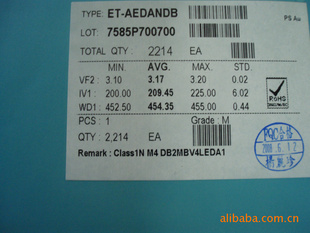 TYPE: ET-AEDANDB
PS Aw
LOT: 7585P700700
TOTAL QTY : 2214 EA
MIN. AVG. MAX. STD.
VF2 : 3.10 3.17 3.20 0.02
IV1 : 200.00 209.45 225.00 6.02
WD1 : 452.50 454.35 455.00 0.44
RoHS
PCS : 1 Grade : M
QTY : 2,214 EA
Remark : Class1N M4 DB2MBV4LEDA1
alibaba.com.cn